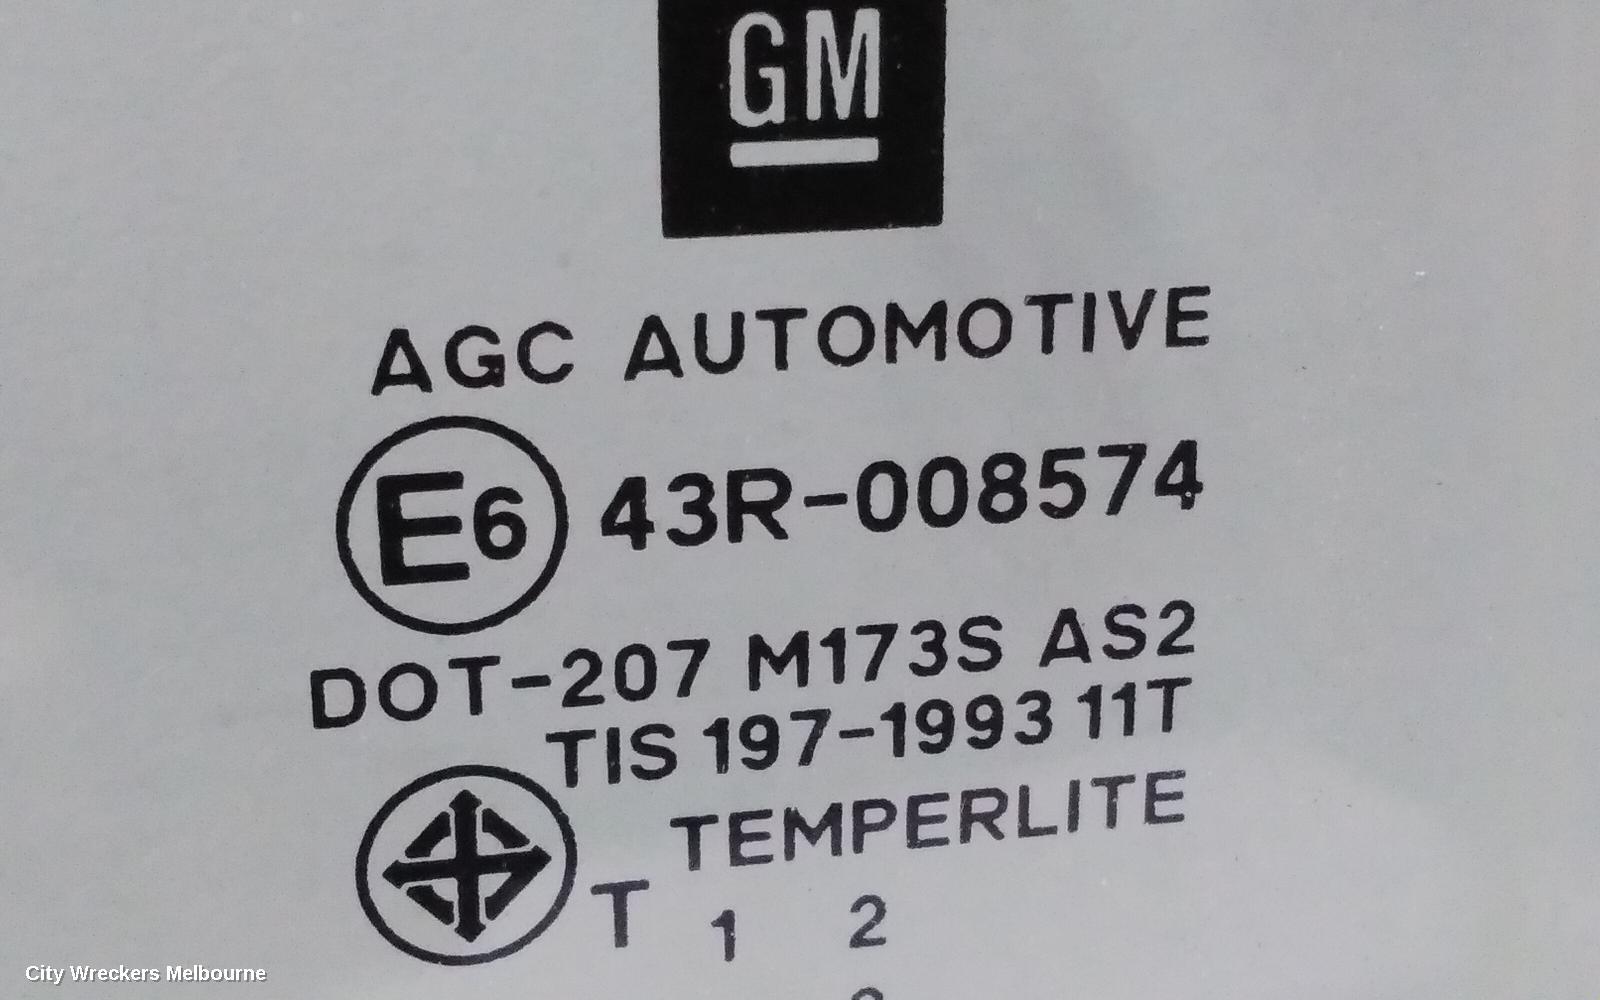 GM
AGC AUTOMOTIVE
E6 43R-008574
DOT-207 M173S AS2
TIS 197-1993 11T
TEMPERLITE
T 1 2
City Wreckers Melbourne